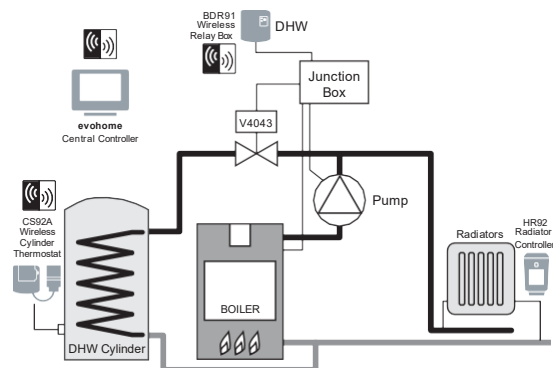 BDR91
Wireless
Relay Box
DHW
Junction
Box
evohome
Central Controller
V4043
CS92A
Wireless
Cylinder
Thermostat
Pump
HR92
Radiator
Controller
Radiators
BOILER
DHW Cylinder